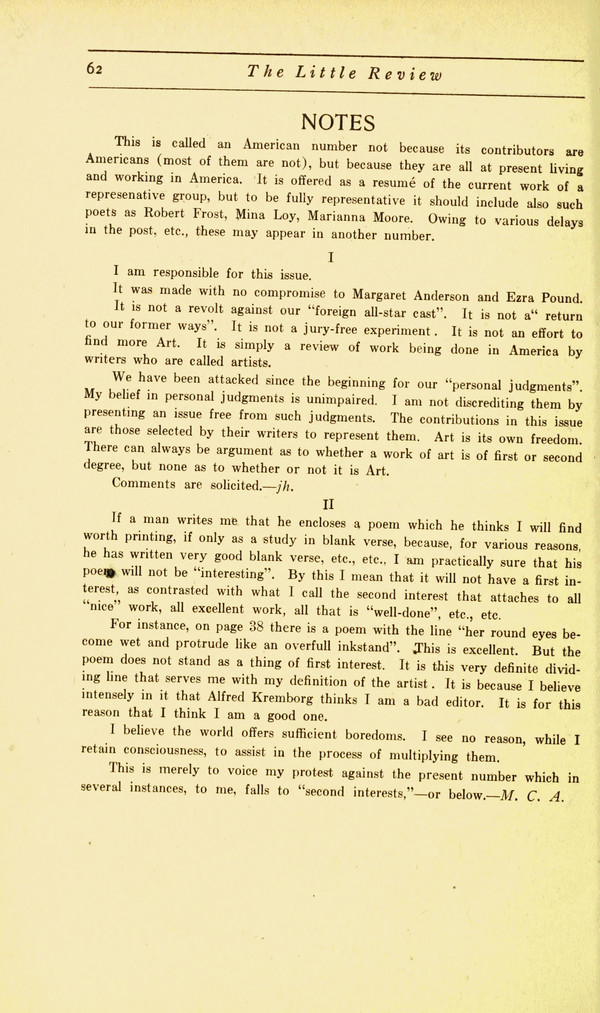 62 The Little Review
NOTES
This is called an American number not because its contributors are
Americans (most of them are not), but because they are all at present living
and working in America. It is offered as a resumé of the current work of a
represenative group, but to be fully representative it should include also such
poets as Robert Frost, Mina Loy, Marianna Moore. Owing to various delays
in the post, etc., these may appear in another number.
I
I am responsible for this issue.
It was made with no compromise to Margaret Anderson and Ezra Pound.
It is not a revolt against our "foreign all-star cast". It is not a“ return
to our former ways". It is not a jury-free experiment. It is not an effort to
find more Art. It is simply a review of work being done in America by
writers who are called artists.
We have been attacked since the beginning for our "personal judgments".
My belief in personal judgments is unimpaired. I am not discrediting them by
presenting an issue free from such judgments. The contributions in this issue
are those selected by their writers to represent them. Art is its own freedom.
There can always be argument as to whether a work of art is of first or second
degree, but none as to whether or not it is Art.
Comments are solicited.—jh.
II
If a man writes me that he encloses a poem which he thinks I will find
worth printing, if only as a study in blank verse, because, for various reasons,
he has written very good blank verse, etc., etc., I am practically sure that his
poem will not be "interesting". By this I mean that it will not have a first in-
terest, as contrasted with what I call the second interest that attaches to all
"nice" work, all excellent work, all that is "well-done", etc., etc.
For instance, on page 38 there is a poem with the line "her round eyes be-
come wet and protrude like an overfull inkstand". This is excellent. But the
poem does not stand as a thing of first interest. It is this very definite divid-
ing line that serves me with my definition of the artist. It is because I believe
intensely in it that Alfred Kremborg thinks I am a bad editor. It is for this
reason that I think I am a good one.
I believe the world offers sufficient boredoms. I see no reason, while I
retain consciousness, to assist in the process of multiplying them.
This is merely to voice my protest against the present number which in
several instances, to me, falls to "second interests,"—or below.—M. C. A.